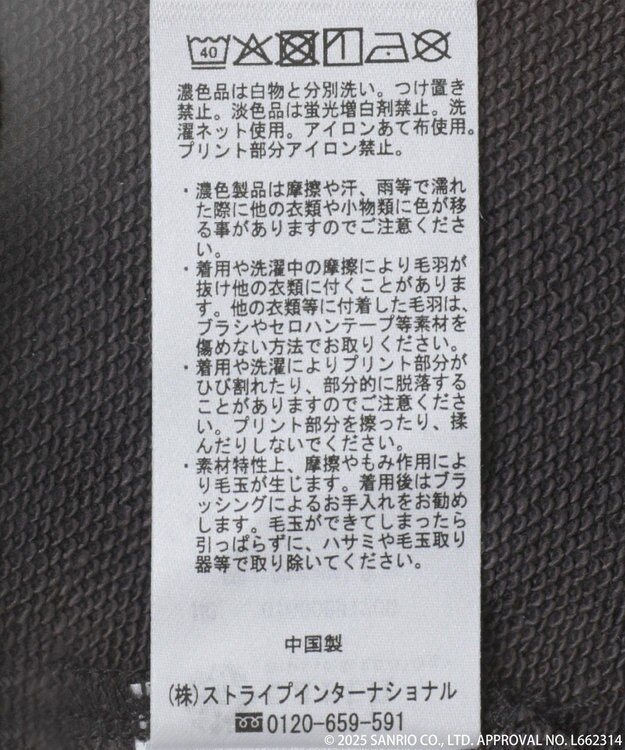 40
濃色品は白物と分別洗い。つけ置き
禁止。淡色品は蛍光増白剤禁止。洗
濯ネット使用。アイロンあて布使用。
プリント部分アイロン禁止。
・濃色製品は摩擦や汗、雨等で濡れ
た際に他の衣類や小物類に色が移
る事がありますのでご注意くださ
い。
・着用や洗濯中の摩擦により毛羽が
抜け他の衣類に付くことがありま
す。他の衣類等に付着した毛羽は、
ブラシやセロハンテープ等素材を
傷めない方法でお取りください。
・着用や洗濯によりプリント部分が
ひび割れたり、部分的に脱落する
ことがありますのでご注意くださ
い。プリント部分を擦ったり、揉
んだりしないでください。
・素材特性上、摩擦やもみ作用によ
り毛玉が生じます。着用後はブラ
ッシングによるお手入れをお勧め
します。毛玉ができてしまったら
引っぱらずに、ハサミや毛玉取り
器等で取り除いてください。
中国製
(株)ストライプインターナショナル
0120-659-591
© 2025 SANRIO CO., LTD. APPROVAL NO. L662314